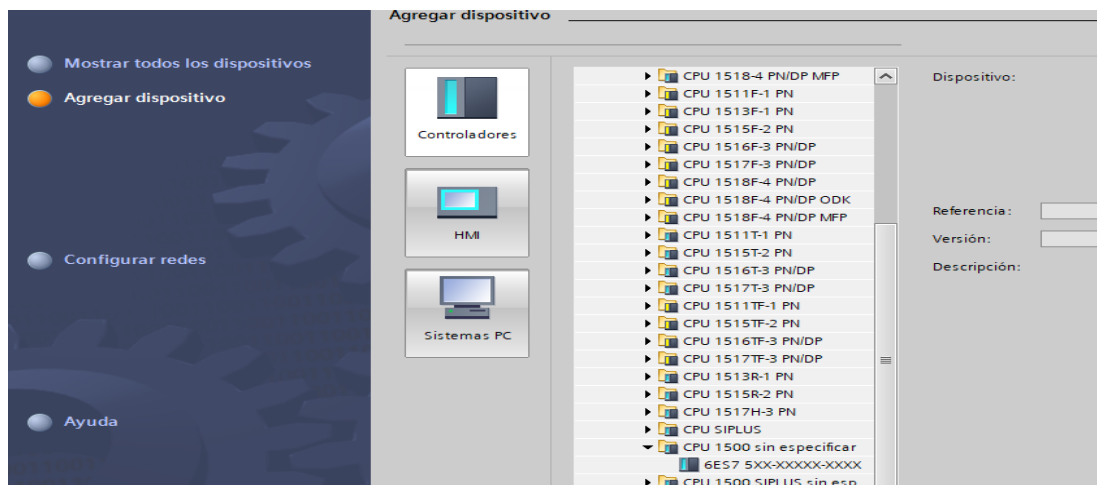 Agregar dispositivo
Mostrar todos los dispositivos
Agregar dispositivo
Configurar redes
Ayuda
Controladores
HMI
Sistemas PC
CPU 1518-4 PN/DP MFP
CPU 1511F-1 PN
CPU 1513F-1 PN
CPU 1515F-2 PN
CPU 1516F-3 PN/DP
CPU 1517F-3 PN/DP
CPU 1518F-4 PN/DP
CPU 1518F-4 PN/DP ODK
CPU 1518F-4 PN/DP MFP
CPU 1511T-1 PN
CPU 1515T-2 PN
CPU 1516T-3 PN/DP
CPU 1517T-3 PN/DP
CPU 1511TF-1 PN
CPU 1515TF-2 PN
CPU 1516TF-3 PN/DP
CPU 1517TF-3 PN/DP
CPU 1513R-1 PN
CPU 1515R-2 PN
CPU 1517H-3 PN
CPU SIPLUS
CPU 1500 sin especificar
6ES7 5XX-XXXXX-XXXX
CPU 1500 SIPLUS sin esp
Dispositivo:
Referencia:
Versión:
Descripción: